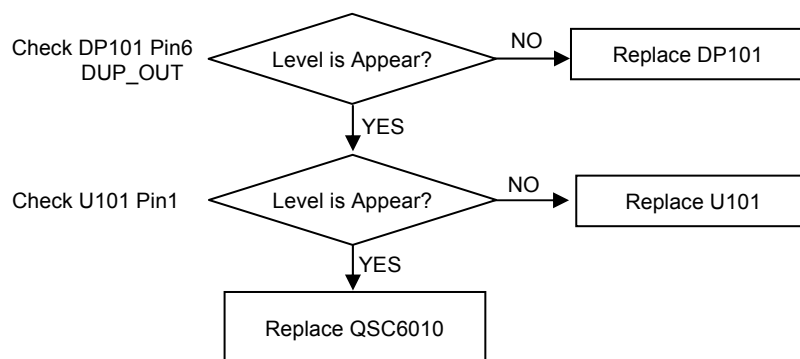 Check DP101 Pin6
DUP_OUT
Level is Appear?
NO
Replace DP101
YES
Check U101 Pin1
Level is Appear?
NO
Replace U101
YES
Replace QSC6010